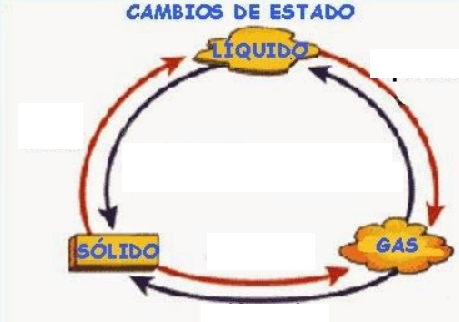 CAMBIOS DE ESTADO
LÍQUIDO
SÓLIDO
GAS